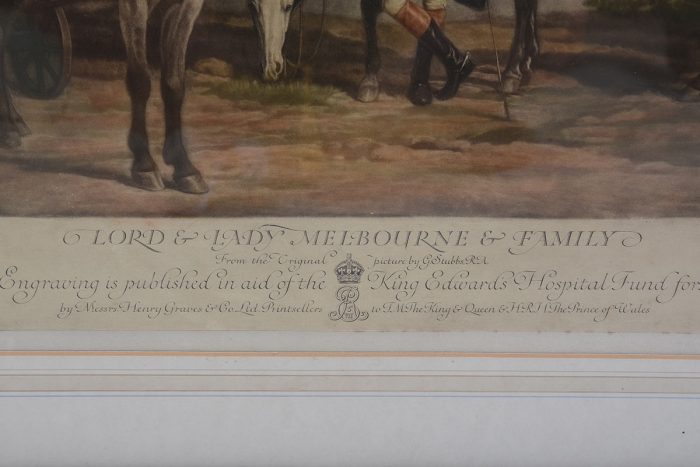 LORD & LADY MELBOURNE & FAMILY
From the Original picture by G. Stubbs R.A.
Engraving is published in aid of the King Edward's Hospital Fund for
by Messrs Henry Graves & Co. Ltd. Printsellers to T.M. The King & Queen & H.R.H. The Prince of Wales